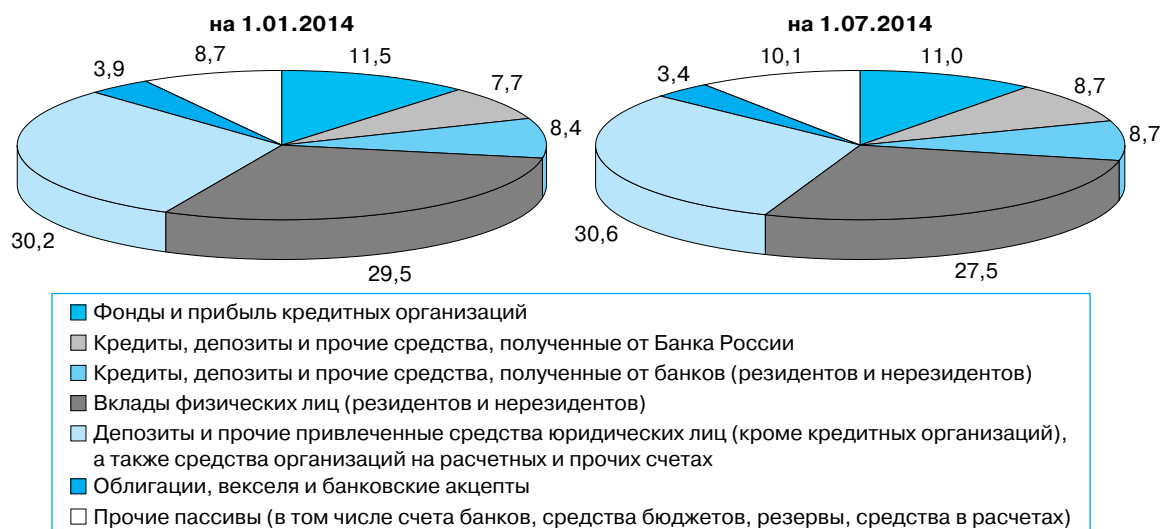 на 1.01.2014
8,7
11,5
3,9
7,7
8,4
30,2
29,5
на 1.07.2014
10,1
11,0
3,4
8,7
8,7
30,6
27,5
Фонды и прибыль кредитных организаций
Кредиты, депозиты и прочие средства, полученные от Банка России
Кредиты, депозиты и прочие средства, полученные от банков (резидентов и нерезидентов)
Вклады физических лиц (резидентов и нерезидентов)
Депозиты и прочие привлеченные средства юридических лиц (кроме кредитных организаций),
а также средства организаций на расчетных и прочих счетах
Облигации, векселя и банковские акцепты
Прочие пассивы (в том числе счета банков, средства бюджетов, резервы, средства в расчетах)